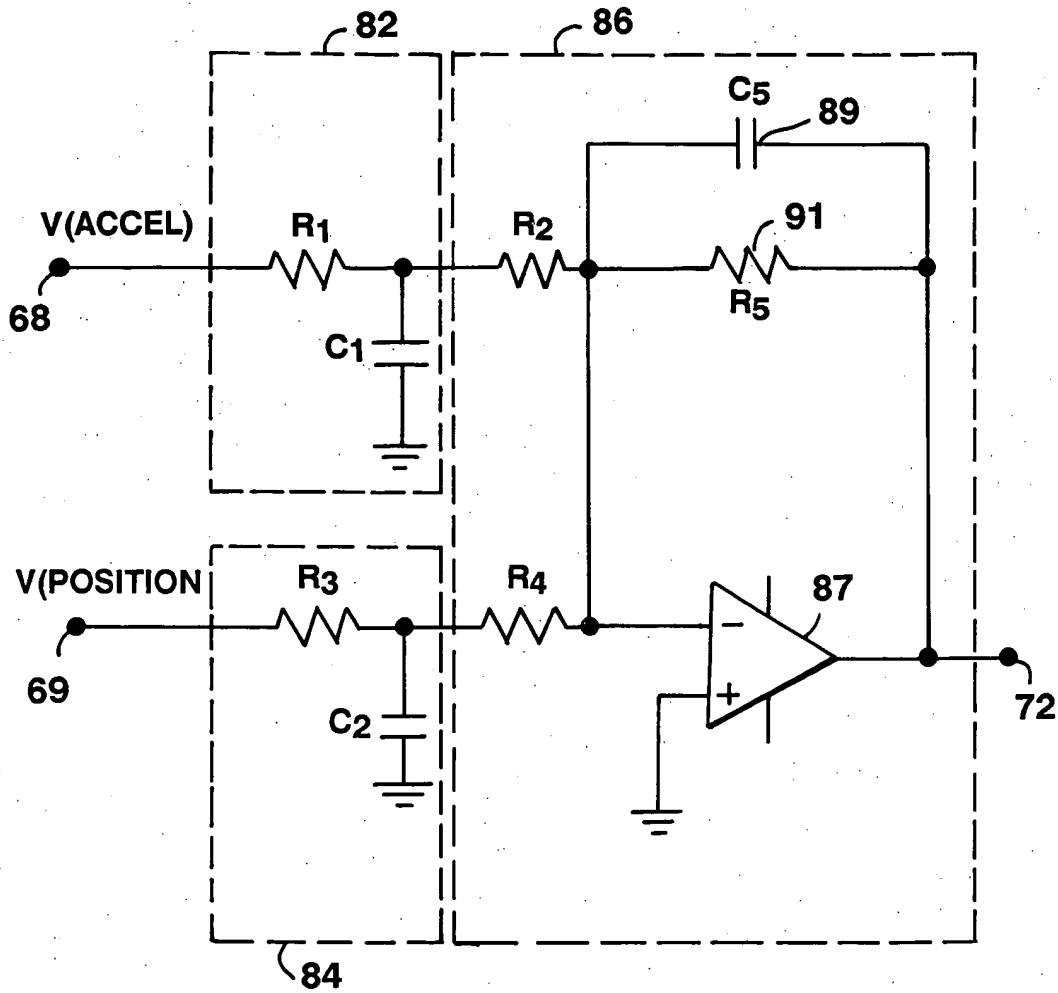 82
86
C5
89
V(ACCEL)
R1
R2
91
R5
68
C1
V(POSITION
R3
R4
87
−
+
69
C2
72
84